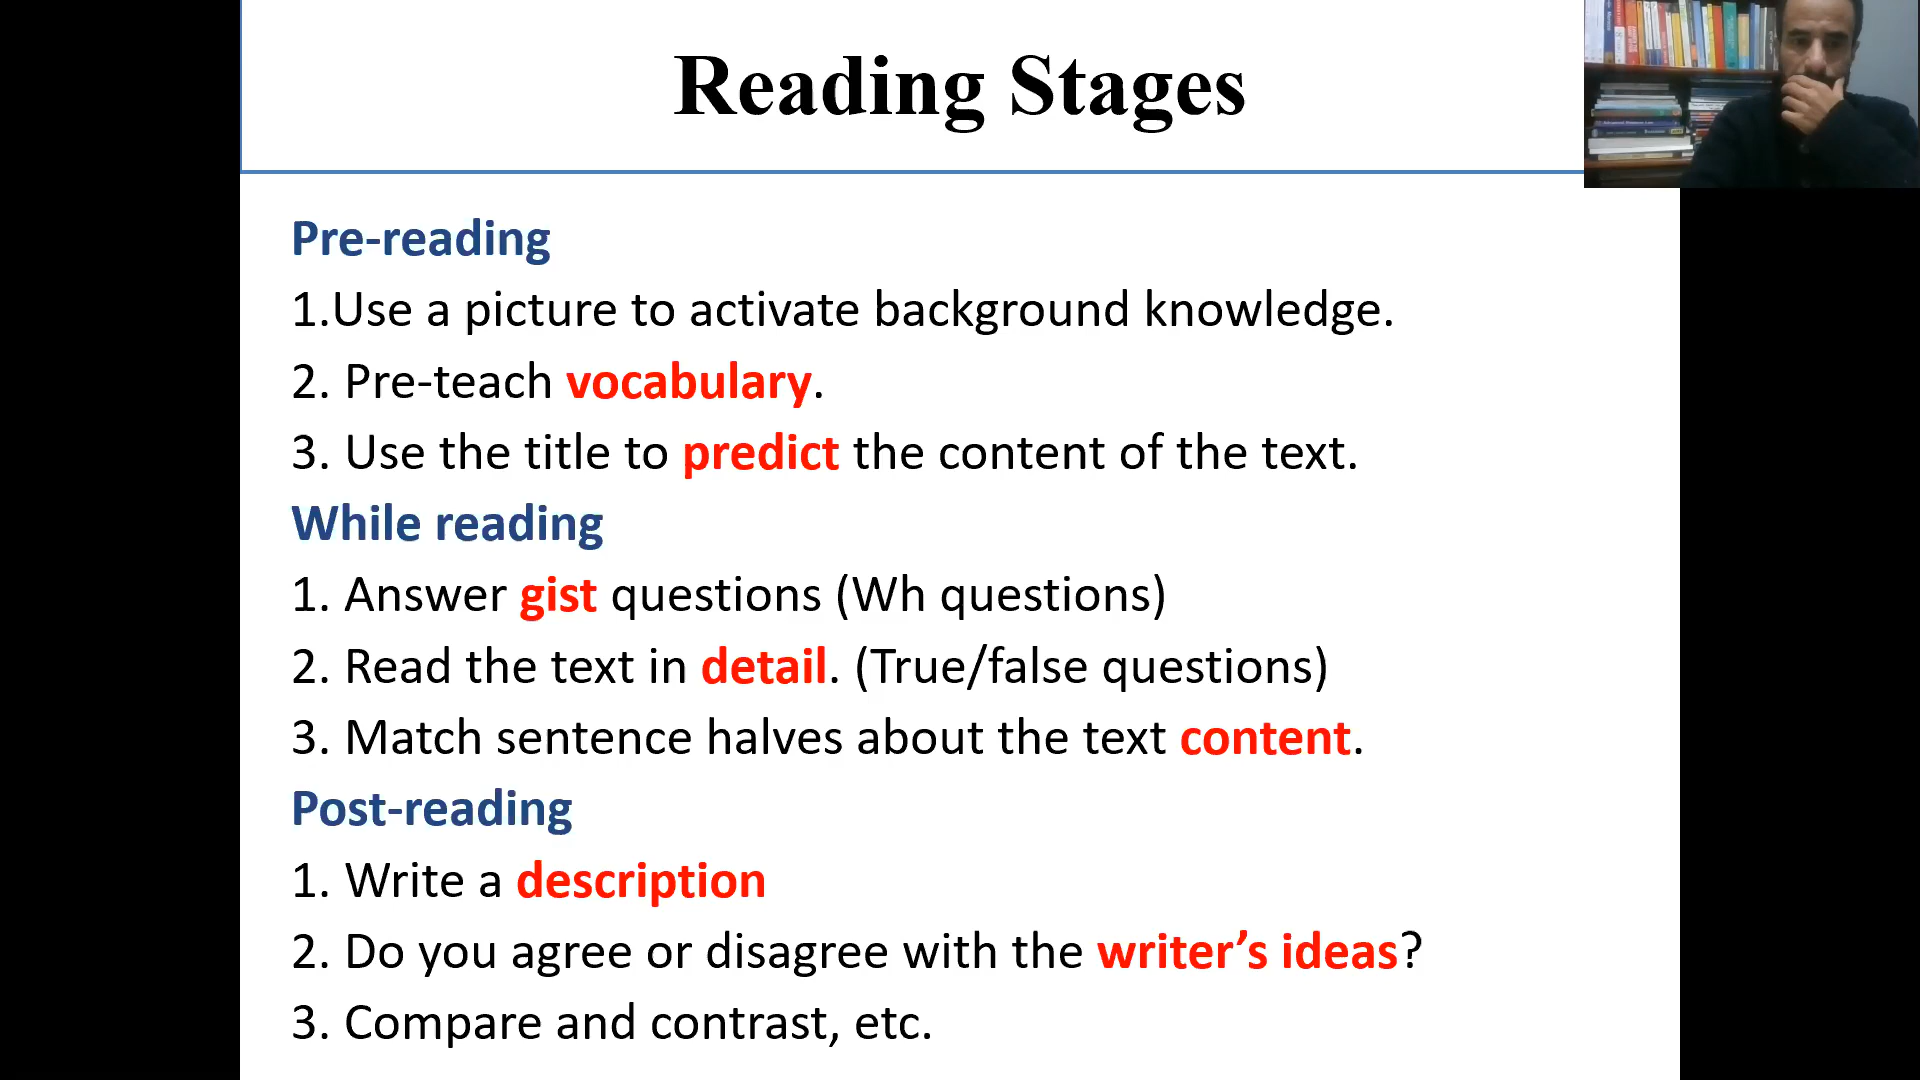 Reading Stages
Pre-reading
1.Use a picture to activate background knowledge.
2. Pre-teach vocabulary.
3. Use the title to predict the content of the text.
While reading
1. Answer gist questions (Wh questions)
2. Read the text in detail. (True/false questions)
3. Match sentence halves about the text content.
Post-reading
1. Write a description
2. Do you agree or disagree with the writer’s ideas?
3. Compare and contrast, etc.